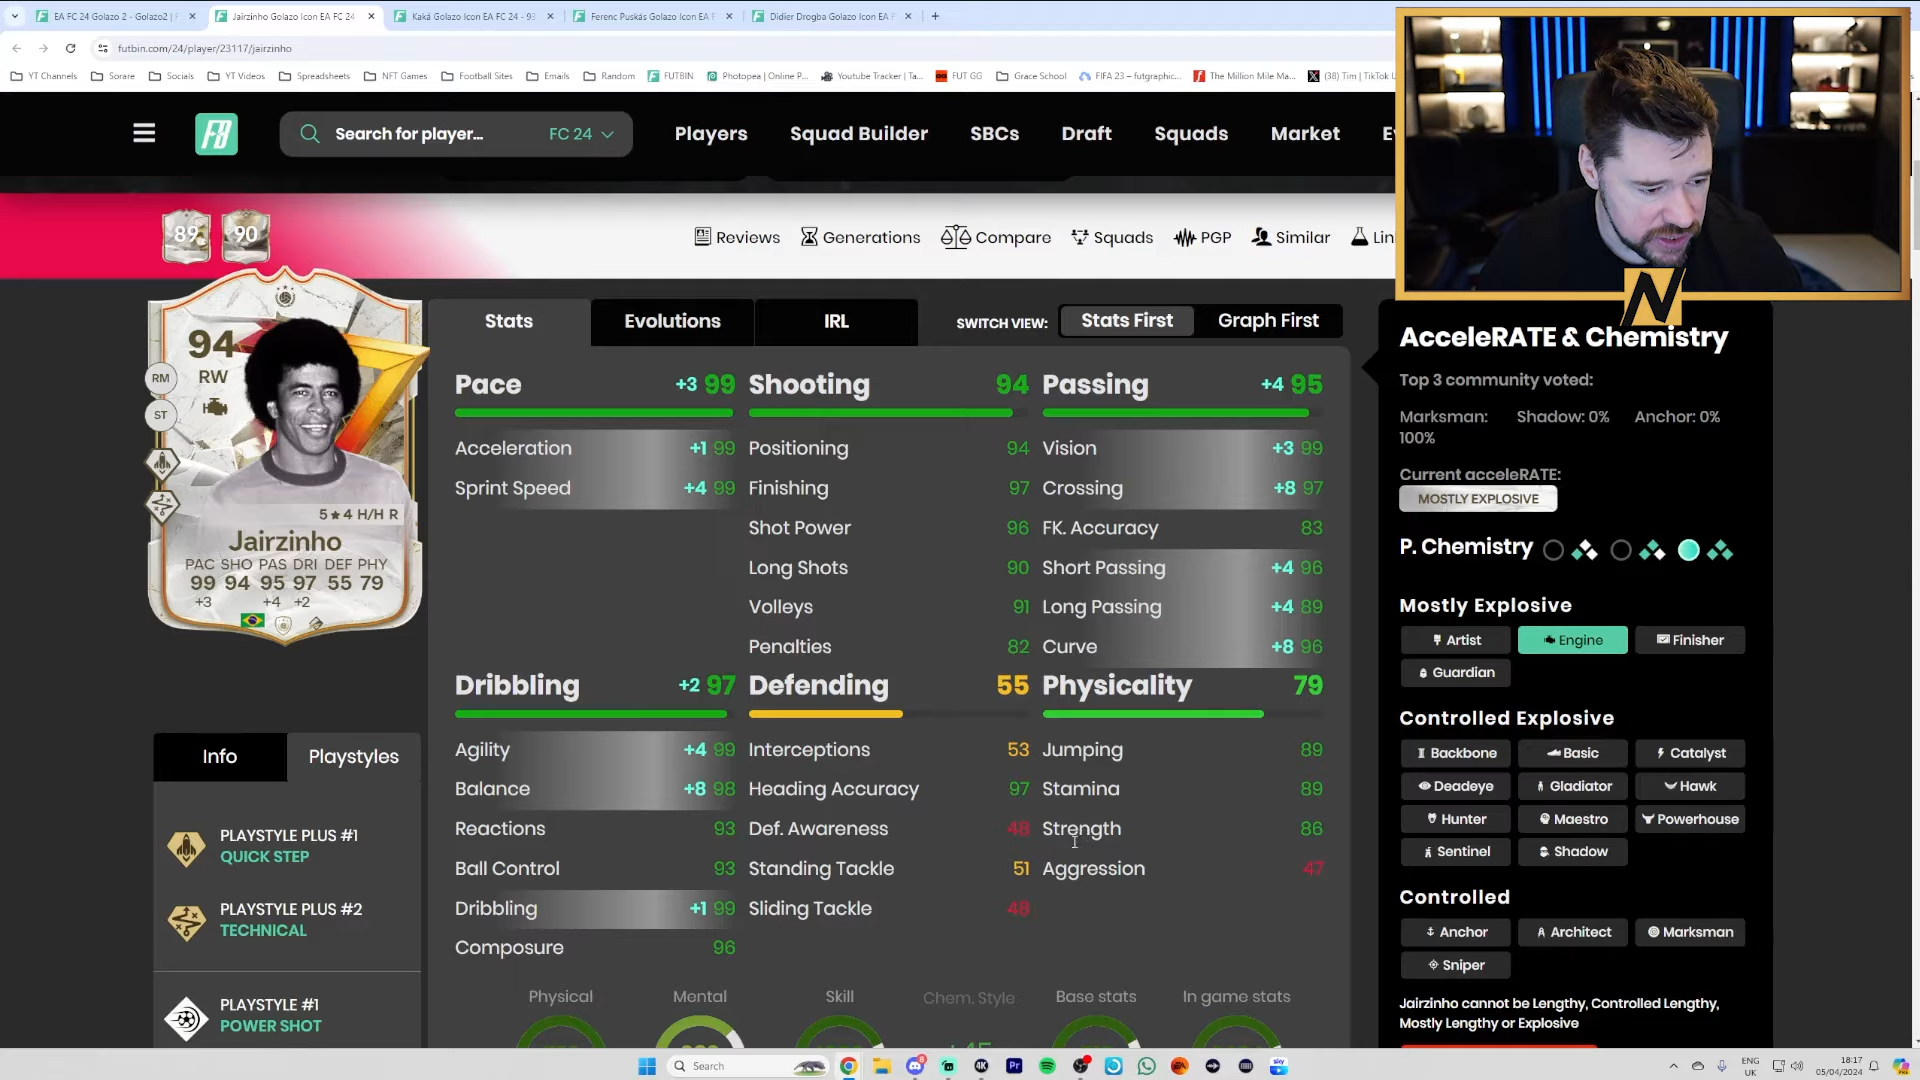 EA FC 24 Golazo 2 - Golazo2 | F
Jairzinho Golazo Icon EA FC 24
Kaká Golazo Icon EA FC 24 - 93
Ferenc Puskás Golazo Icon EA F
Didier Drogba Golazo Icon EA F
futbin.com/24/player/23117/jairzinho
YT Channels
Sorare
Socials
YT Videos
Spreadsheets
NFT Games
Football Sites
Emails
Random
FUTBIN
Photopea | Online P...
Youtube Tracker | Ta...
FUT GG
Grace School
FIFA 23 – futgraphic...
The Million Mile Ma...
(38) Tim | TikTok
Search for player...
FC 24
Players
Squad Builder
SBCs
Draft
Squads
Market
89
90
Reviews
Generations
Compare
Squads
PGP
Similar
N
94
RW
RM
ST
5★4 H/H R
Jairzinho
PAC SHO PAS DRI DEF PHY
99 94 95 97 55 79
+3 +4 +2
Stats
Evolutions
IRL
SWITCH VIEW:
Stats First
Graph First
Pace +3 99
Acceleration +1 99
Sprint Speed +4 99
Shooting 94
Positioning 94
Finishing 97
Shot Power 96
Long Shots 90
Volleys 91
Penalties 82
Passing +4 95
Vision +3 99
Crossing +8 97
FK. Accuracy 83
Short Passing +4 96
Long Passing +4 89
Curve +8 96
Dribbling +2 97
Agility +4 99
Balance +8 98
Reactions 93
Ball Control 93
Dribbling +1 99
Composure 96
Defending 55
Interceptions 53
Heading Accuracy 97
Def. Awareness 48
Standing Tackle 51
Sliding Tackle 48
Physicality 79
Jumping 89
Stamina 89
Strength 86
Aggression 47
Physical
Mental
Skill
Chem. Style
Base stats
In game stats
Info
Playstyles
PLAYSTYLE PLUS #1
QUICK STEP
PLAYSTYLE PLUS #2
TECHNICAL
PLAYSTYLE #1
POWER SHOT
AcceleRATE & Chemistry
Top 3 community voted:
Marksman: Shadow: 0% Anchor: 0%
100%
Current acceleRATE:
MOSTLY EXPLOSIVE
P. Chemistry
Mostly Explosive
Artist
Engine
Finisher
Guardian
Controlled Explosive
Backbone
Basic
Catalyst
Deadeye
Gladiator
Hawk
Hunter
Maestro
Powerhouse
Sentinel
Shadow
Controlled
Anchor
Architect
Marksman
Sniper
Jairzinho cannot be Lengthy, Controlled Lengthy,
Mostly Lengthy or Explosive
Search
ENG
UK
18:17
05/04/2024